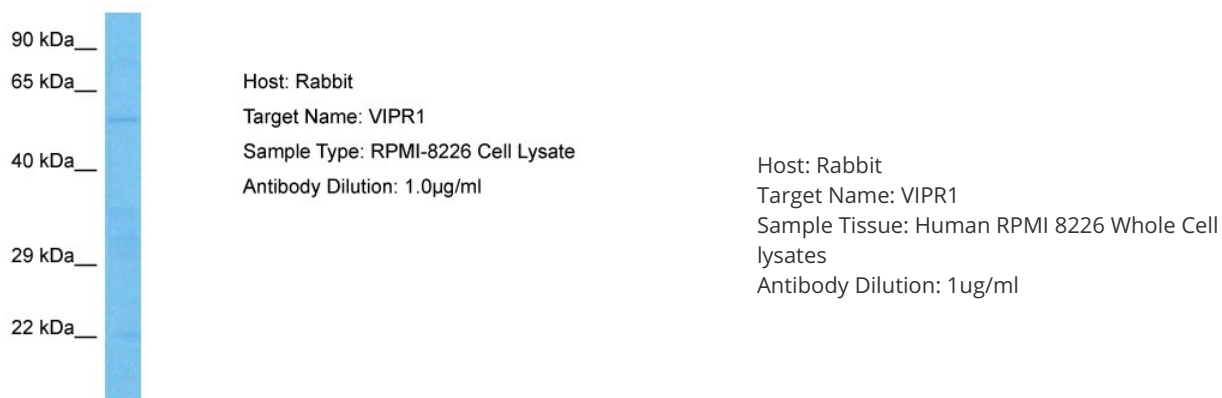 90 kDa__
65 kDa__
40 kDa__
29 kDa__
22 kDa__
Host: Rabbit
Target Name: VIPR1
Sample Type: RPMI-8226 Cell Lysate
Antibody Dilution: 1.0µg/ml
Host: Rabbit
Target Name: VIPR1
Sample Tissue: Human RPMI 8226 Whole Cell
lysates
Antibody Dilution: 1ug/ml